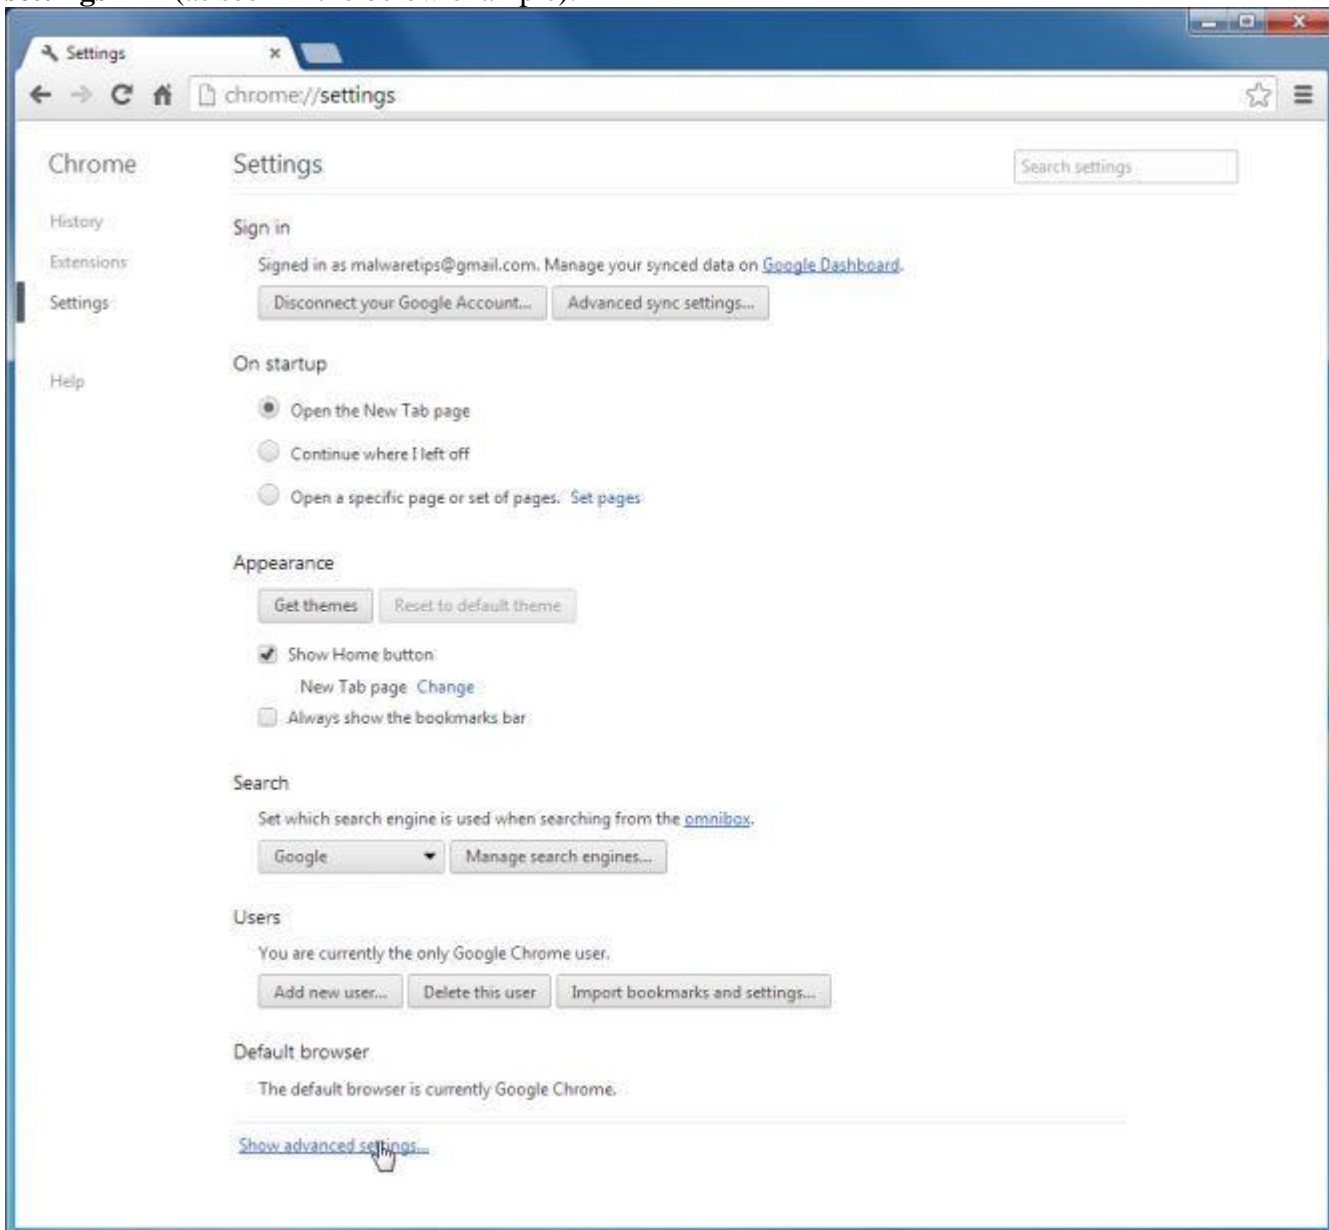 Settings
chrome://settings
Chrome
Settings
Search settings
History
Sign in
Extensions
Signed in as malwaretips@gmail.com. Manage your synced data on Google Dashboard.
Settings
Disconnect your Google Account... Advanced sync settings...
On startup
Help
Open the New Tab page
Continue where I left off
Open a specific page or set of pages. Set pages
Appearance
Get themes Reset to default theme
Show Home button
New Tab page Change
Always show the bookmarks bar
Search
Set which search engine is used when searching from the omnibox.
Google Manage search engines...
Users
You are currently the only Google Chrome user.
Add new user... Delete this user Import bookmarks and settings...
Default browser
The default browser is currently Google Chrome.
Show advanced settings...